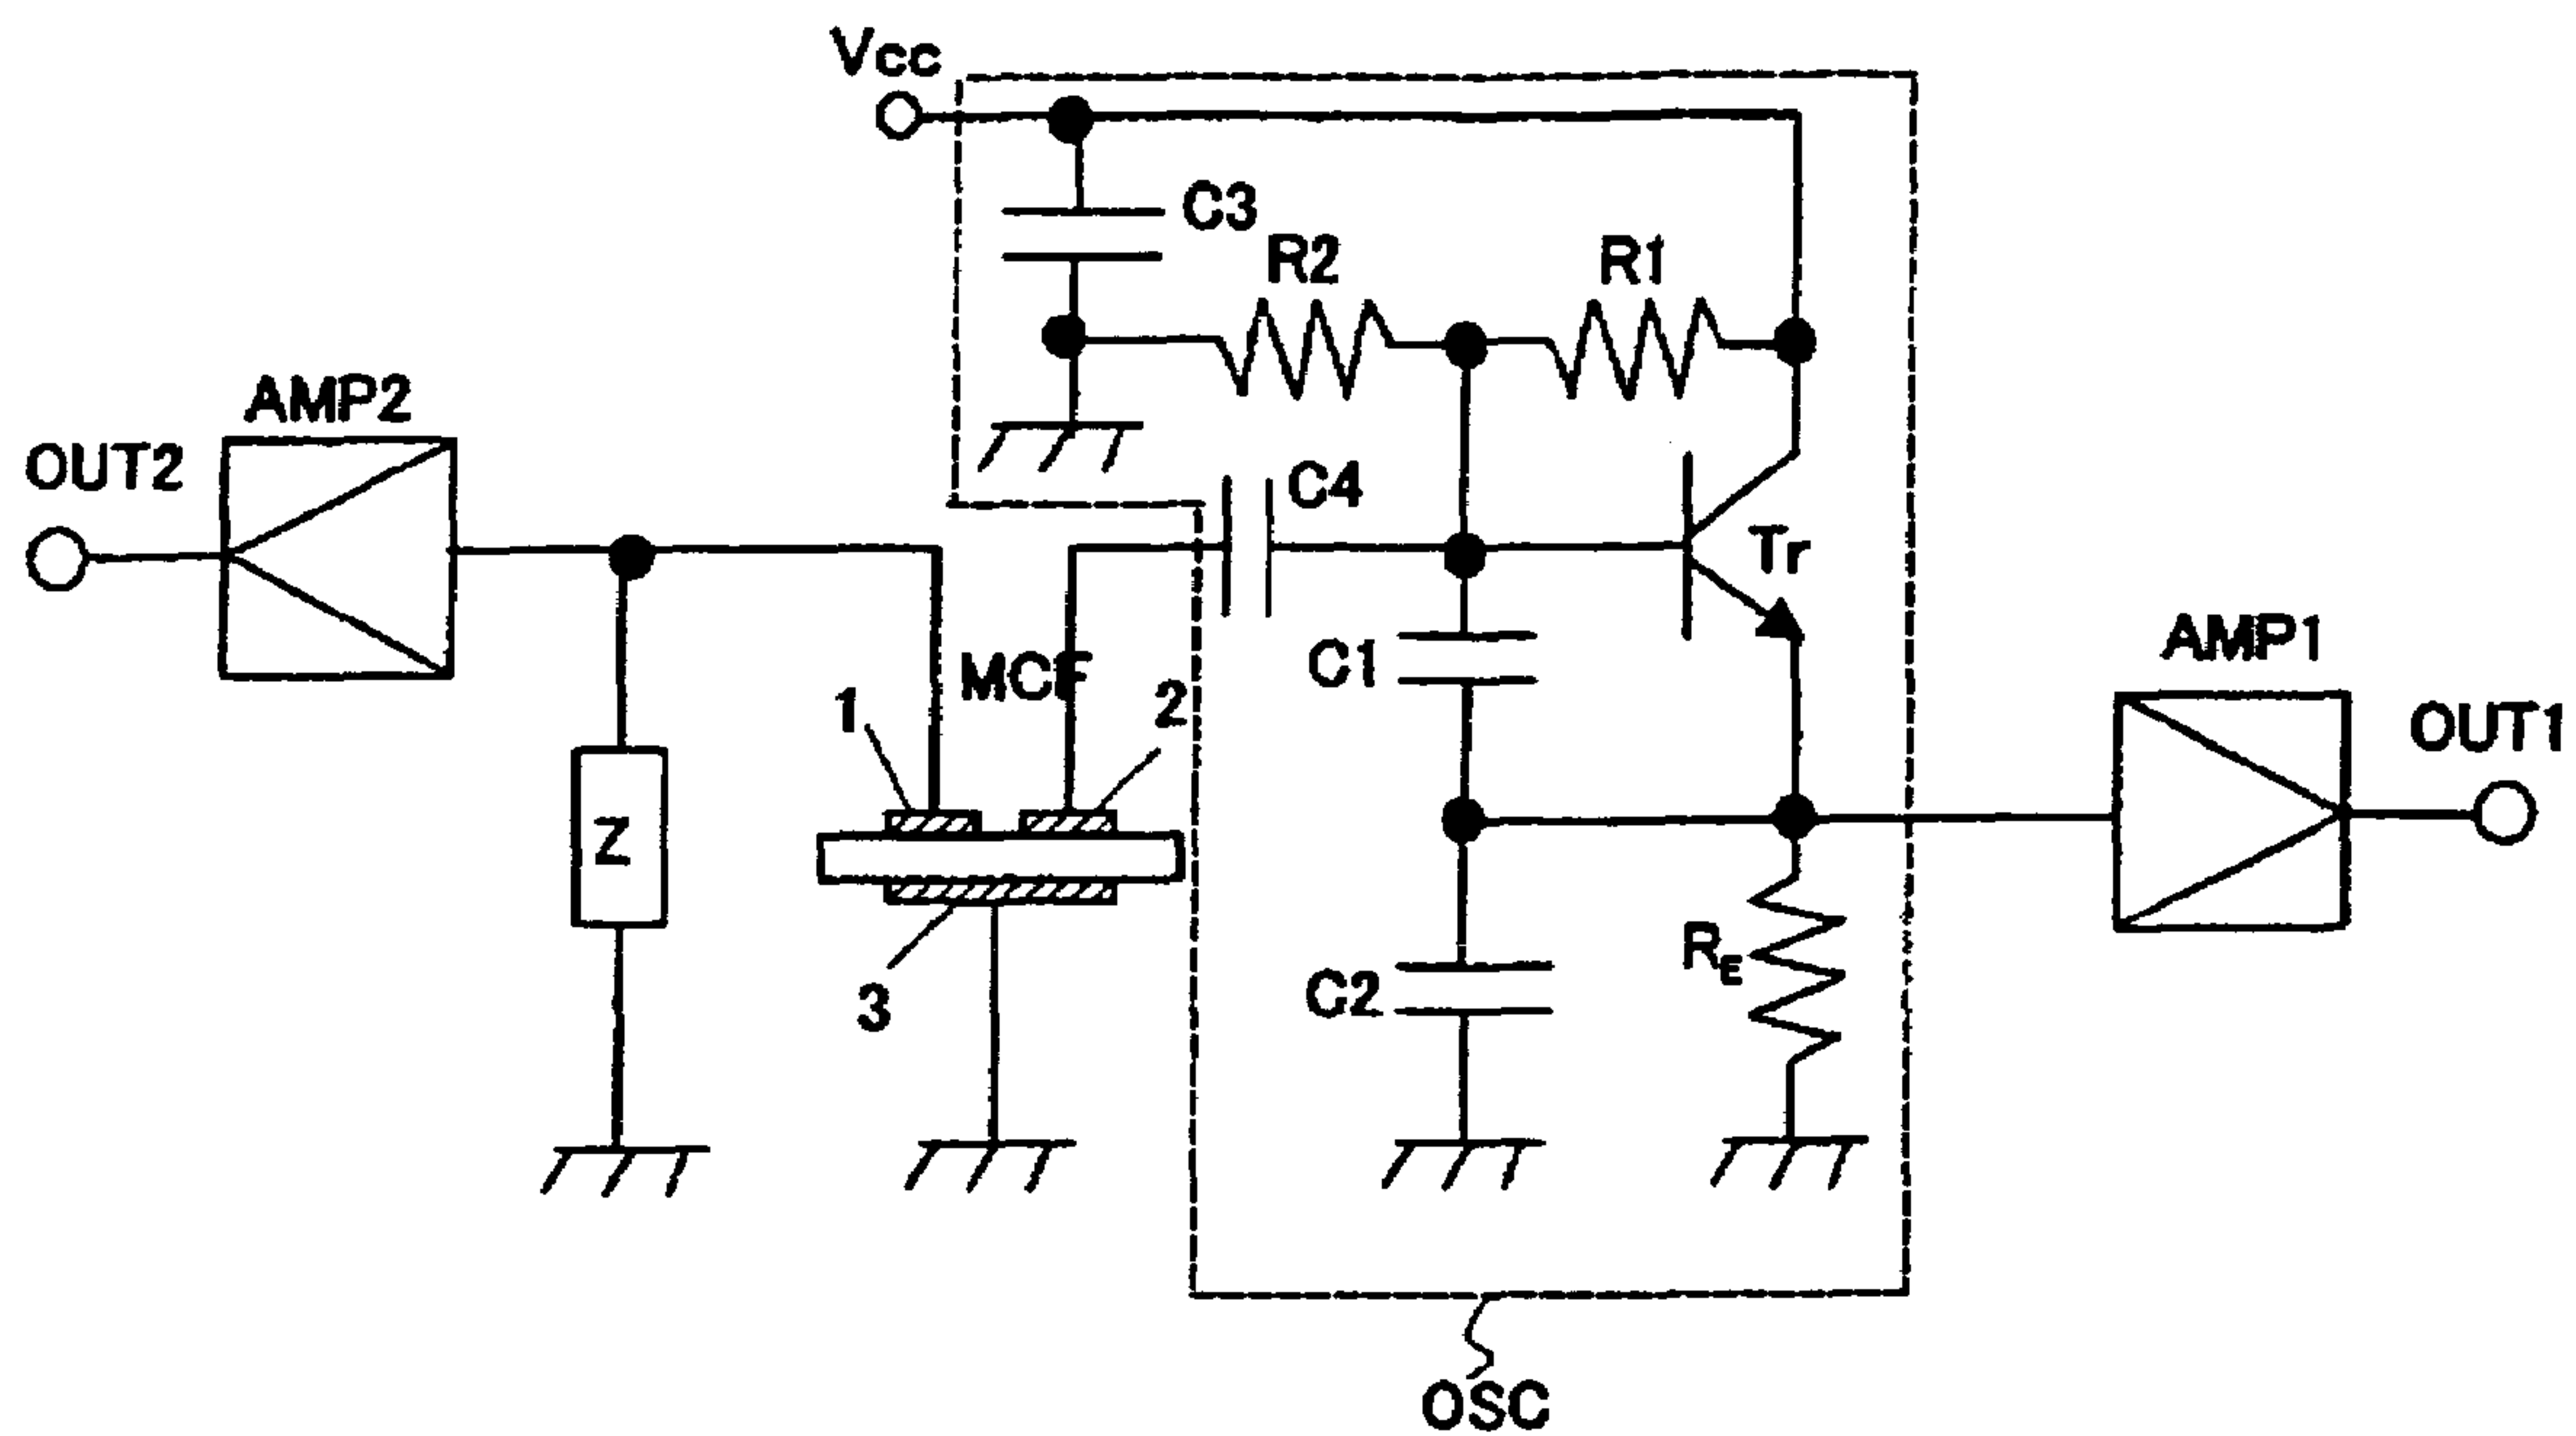 Vcc
C3
R2
R1
AMP2
OUT2
C4
Tr
C1
AMP1
MCF
1
2
OUT1
Z
RE
C2
3
OSC